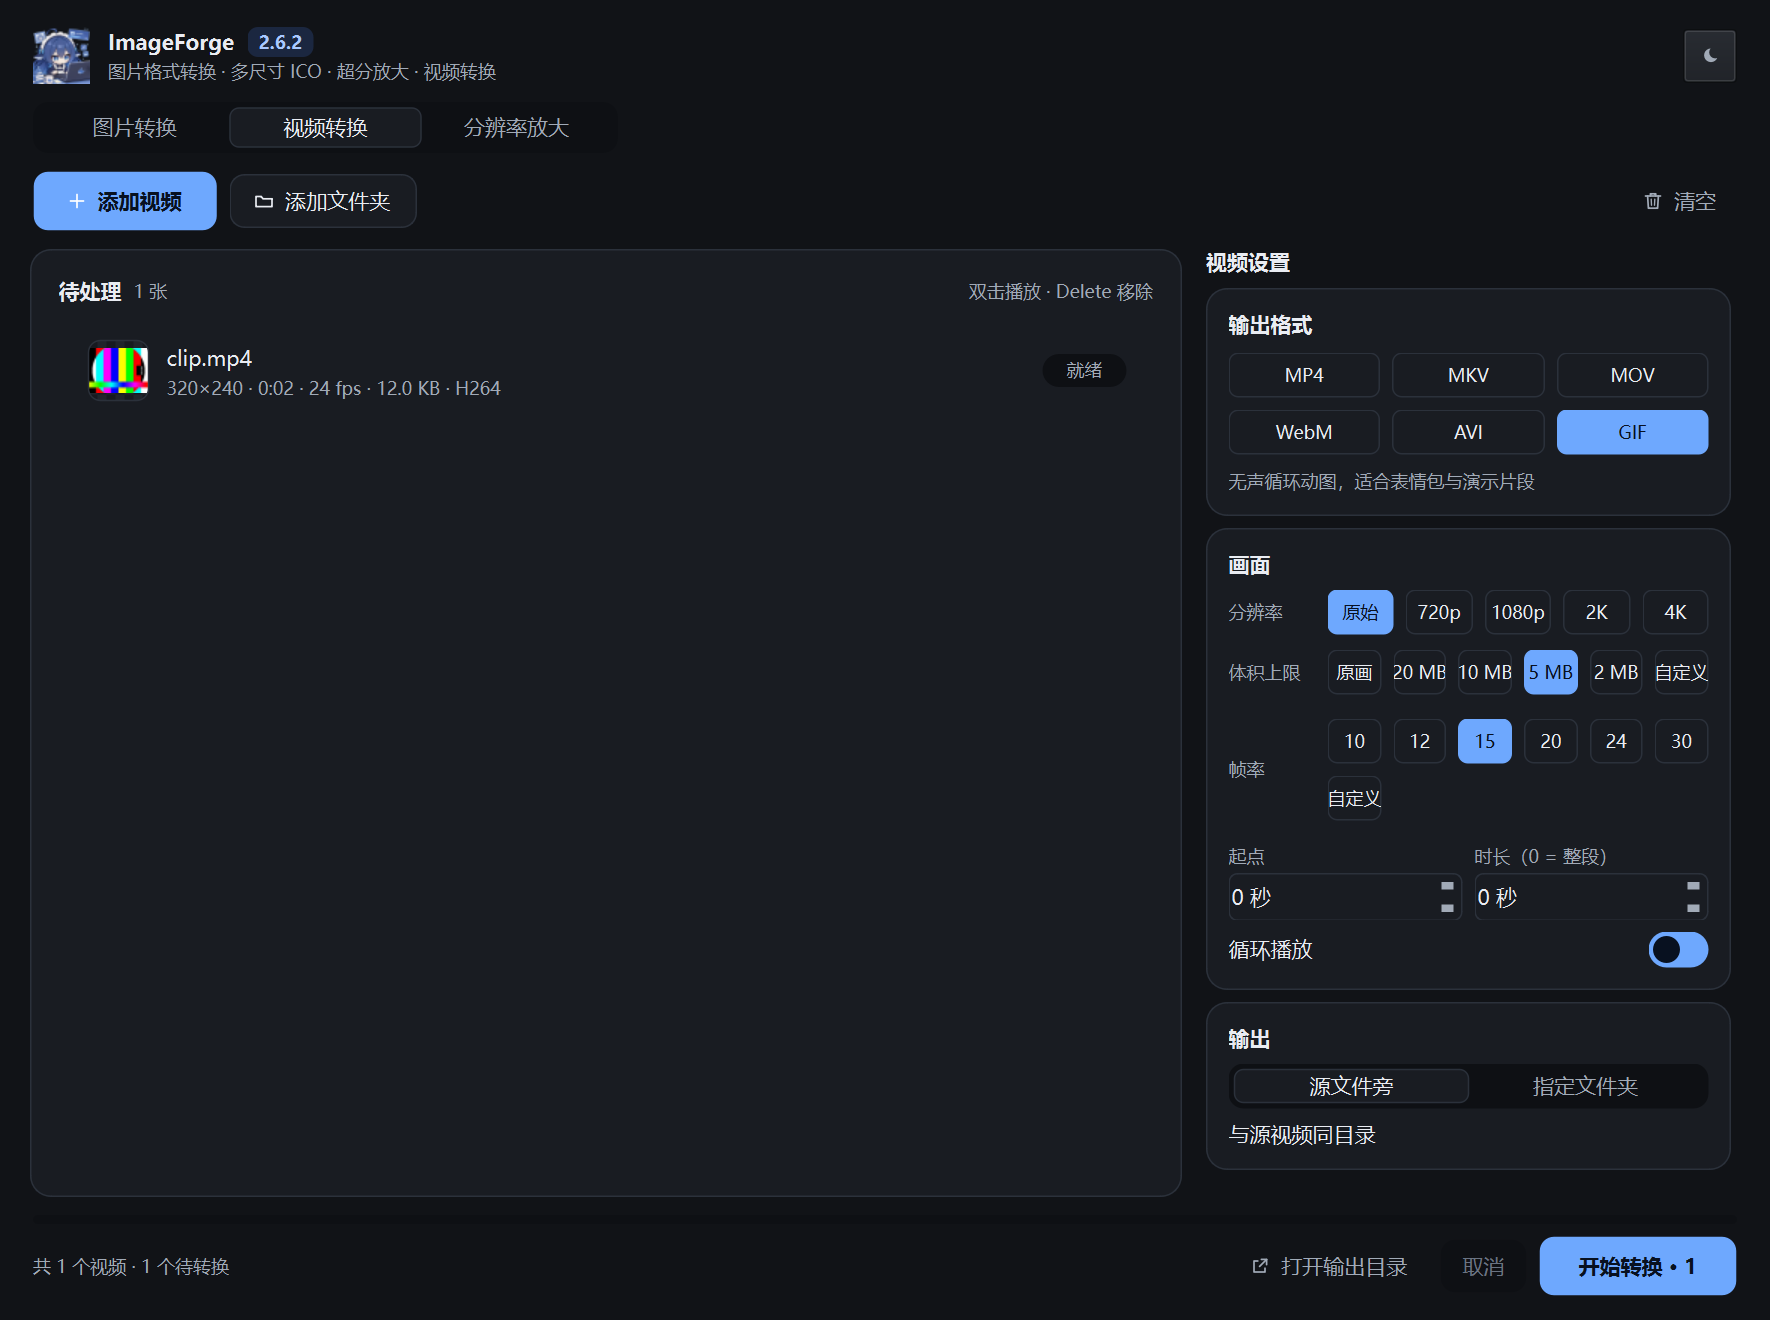 ImageForge 2.6.2
图片格式转换 · 多尺寸 ICO · 超分放大 · 视频转换
图片转换 视频转换 分辨率放大
添加视频 添加文件夹 清空
待处理 1 张 双击播放 · Delete 移除
clip.mp4
320×240 · 0:02 · 24 fps · 12.0 KB · H264
就绪
视频设置
输出格式
MP4 MKV MOV
WebM AVI GIF
无声循环动图，适合表情包与演示片段
画面
分辨率 原始 720p 1080p 2K 4K
体积上限 原画 20 MB 10 MB 5 MB 2 MB 自定义
帧率 10 12 15 20 24 30
自定义
起点 时长（0 = 整段）
0 秒 0 秒
循环播放
输出
源文件旁 指定文件夹
与源视频同目录
共 1 个视频 · 1 个待转换 打开输出目录 取消 开始转换 • 1